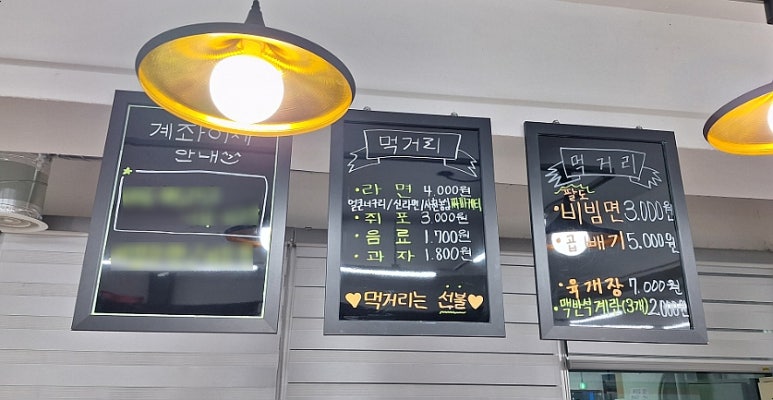 계좌이체
안내
먹거리
·라면 4,000원
얼큰너구리/신라면/사천짜파게티
·쥐포 3,000원
·음료 1,700원
·과자 1,800원
♥먹거리는 선불♥
먹거리
팔도
·비빔면 3,000원
·곱배기 5,000원
·육개장 7,000원
·맥반석계란(3개) 2,000원